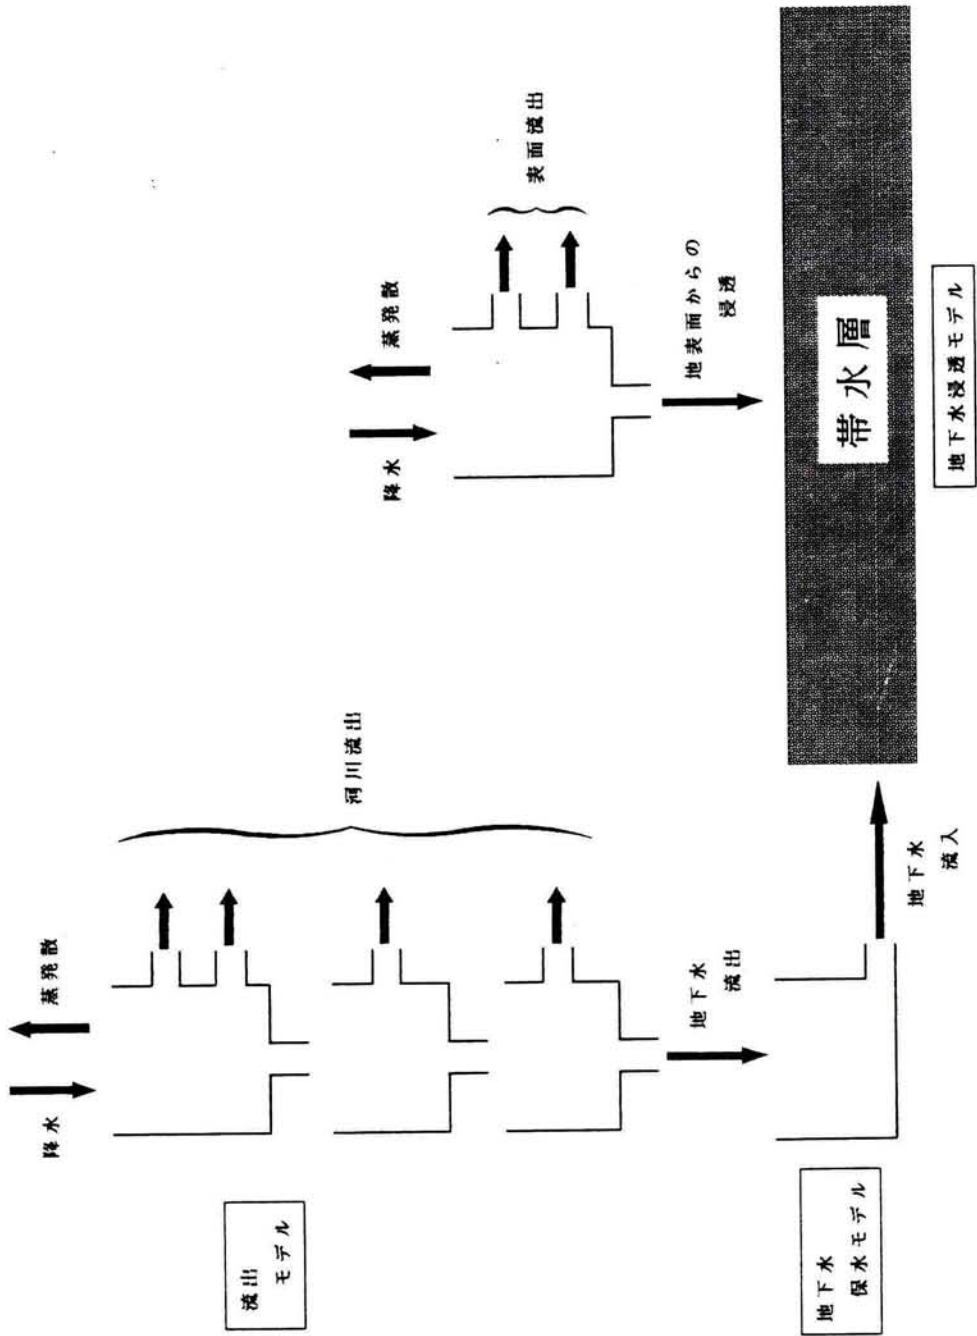 降水
蒸発散
流出
モデル
河川流出
地下水
流出
地下水
保水モデル
地下水
流入
降水
蒸発散
表面流出
地表面からの
浸透
帯水層
地下水浸透モデル